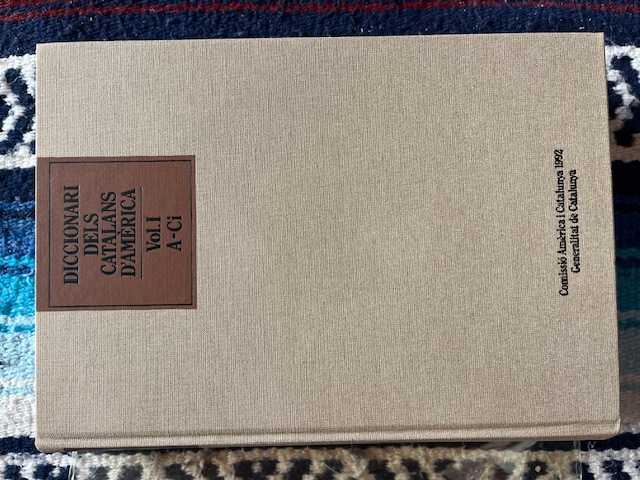 DICCIONARI
DELS
CATALANS
D'AMÈRICA
Vol. I
A-Ci
Comissió Amèrica i Catalunya 1992
Generalitat de Catalunya